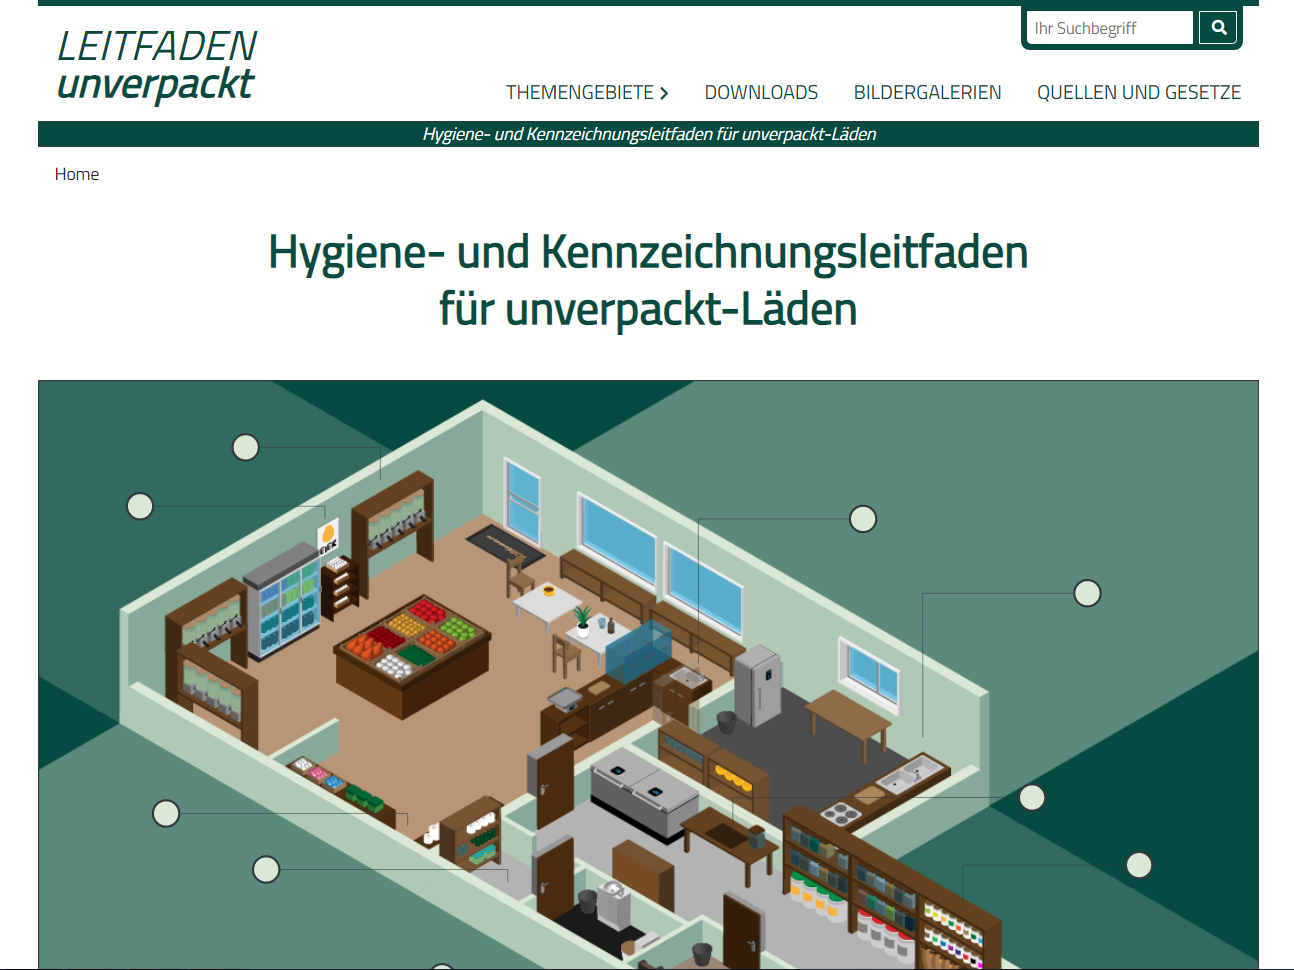 LEITFADEN
unverpackt
Ihr Suchbegriff
THEMENGEBIETE DOWNLOADS BILDERGALERIEN QUELLEN UND GESETZE
Hygiene- und Kennzeichnungsleitfaden für unverpackt-Läden
Home
Hygiene- und Kennzeichnungsleitfaden
für unverpackt-Läden
EIER